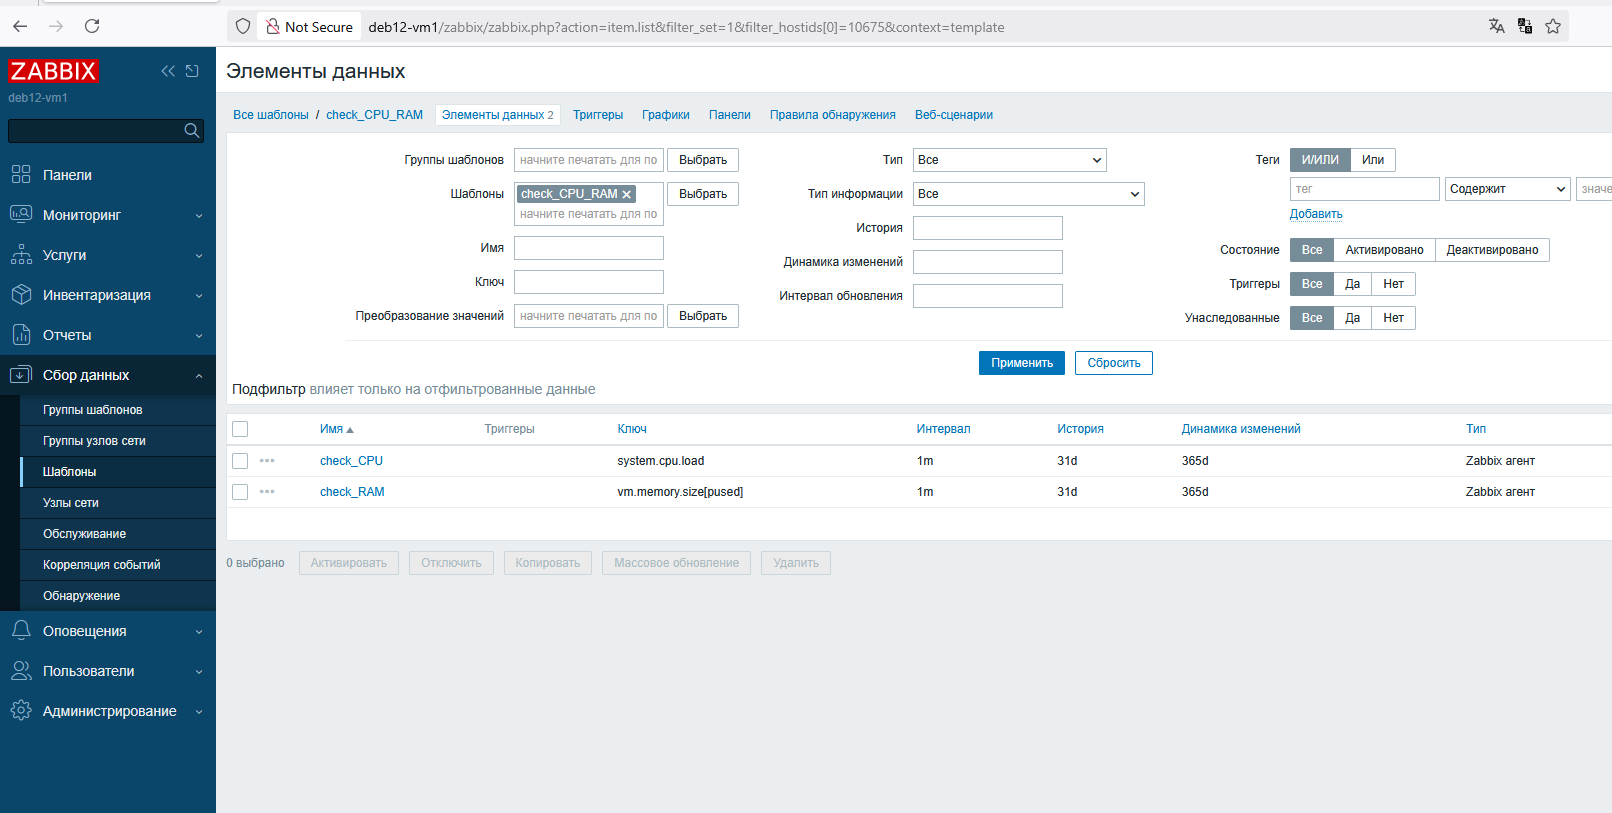 Not Secure deb12-vm1/zabbix/zabbix.php?action=item.list&filter_set=1&filter_hostids[0]=10675&context=template
ZABBIX
deb12-vm1
Панели
Мониторинг
Услуги
Инвентаризация
Отчеты
Сбор данных
Группы шаблонов
Группы узлов сети
Шаблоны
Узлы сети
Обслуживание
Корреляция событий
Обнаружение
Оповещения
Пользователи
Администрирование
Элементы данных
Все шаблоны / check_CPU_RAM Элементы данных 2 Триггеры Графики Панели Правила обнаружения Веб-сценарии
Группы шаблонов начните печатать для по Выбрать
Шаблоны check_CPU_RAM Выбрать
начните печатать для по
Имя
Ключ
Преобразование значений начните печатать для по Выбрать
Тип Все
Тип информации Все
История
Динамика изменений
Интервал обновления
Теги И/ИЛИ Или
тег Содержит значе
Добавить
Состояние Все Активировано Деактивировано
Триггеры Все Да Нет
Унаследованные Все Да Нет
Применить Сбросить
Подфильтр влияет только на отфильтрованные данные
Имя Триггеры Ключ Интервал История Динамика изменений Тип
check_CPU system.cpu.load 1m 31d 365d Zabbix агент
check_RAM vm.memory.size[pused] 1m 31d 365d Zabbix агент
0 выбрано Активировать Отключить Копировать Массовое обновление Удалить